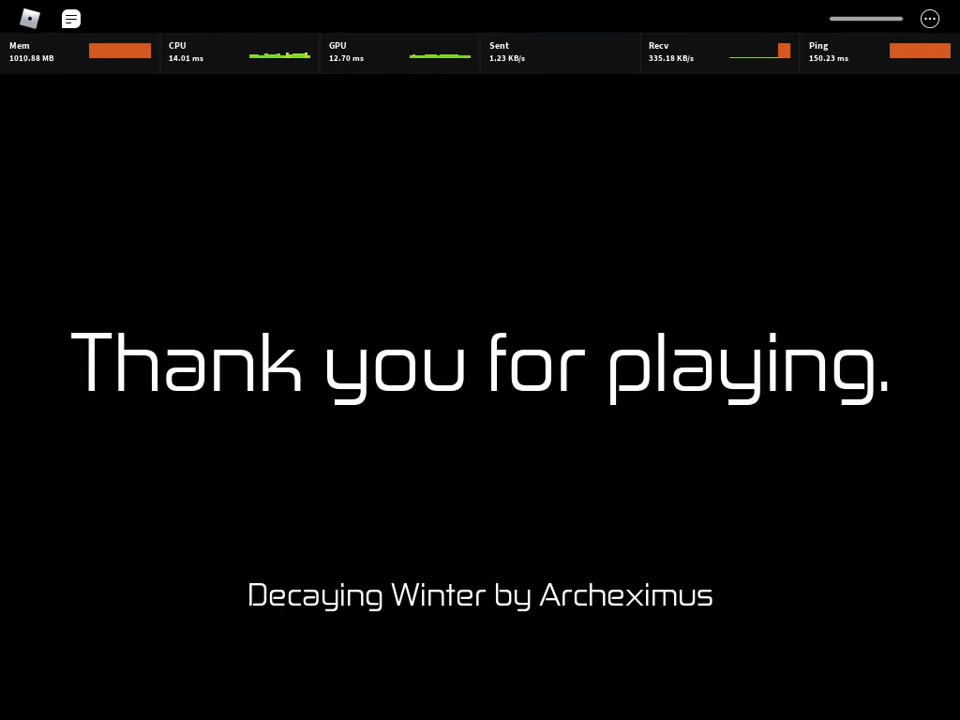 Mem CPU GPU Sent Recv Ping
1010.88 MB 14.01 ms 12.70 ms 1.23 KB/s 335.18 KB/s 150.23 ms
Thank you for playing.
Decaying Winter by Archeximus